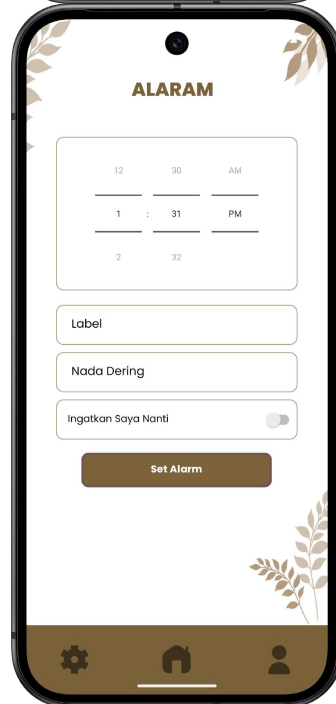 ALARAM
12 30 AM
1 : 31 PM
2 32
Label
Nada Dering
Ingatkan Saya Nanti
Set Alarm